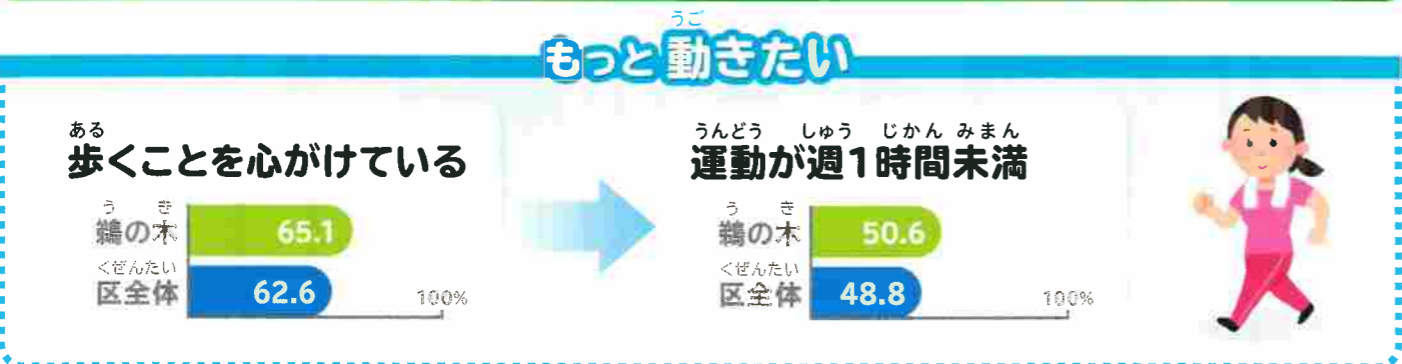 うご
もっと動きたい
ある
歩くことを心がけている
う き
鵜の木 65.1
くぜんたい
区全体 62.6 100%
うんどう しゅう じかん みまん
運動が週1時間未満
う き
鵜の木 50.6
くぜんたい
区全体 48.8 100%